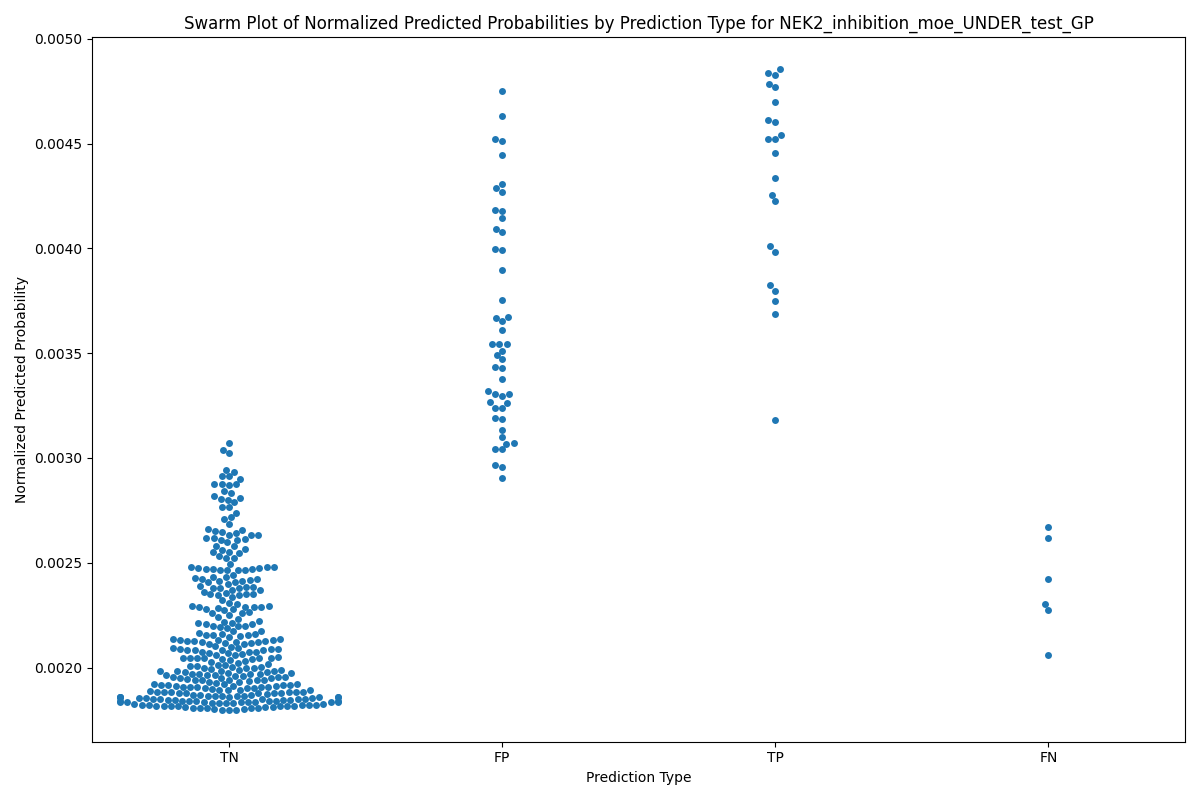 Swarm Plot of Normalized Predicted Probabilities by Prediction Type for NEK2_inhibition_moe_UNDER_test_GP
0.0050
0.0045
0.0040
0.0035
0.0030
0.0025
0.0020
Normalized Predicted Probability
TN FP TP FN
Prediction Type